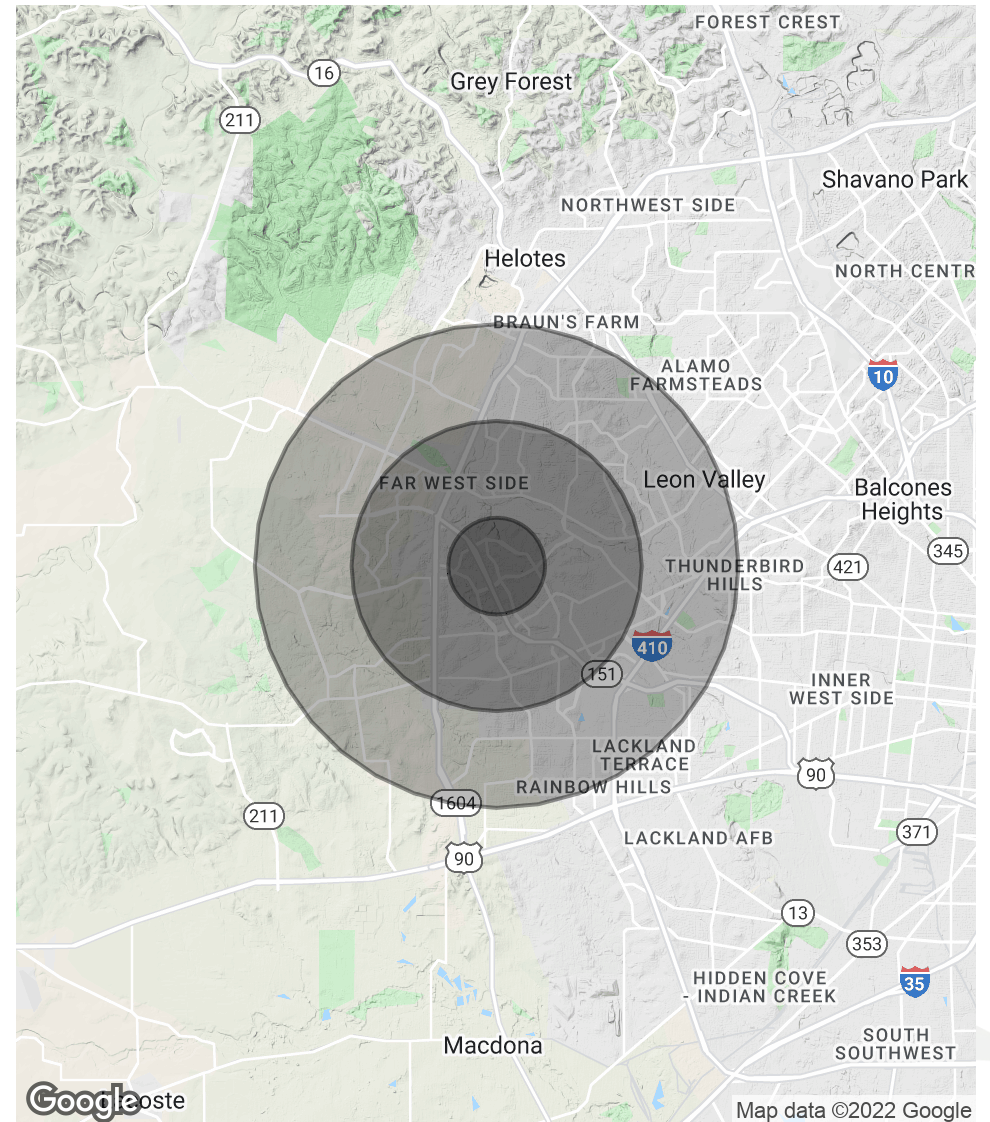 FOREST CREST
16
Grey Forest
211
Shavano Park
NORTHWEST SIDE
Helotes
NORTH CENTR
BRAUN'S FARM
ALAMO
FARMSTEADS
10
FAR WEST SIDE
Leon Valley
Balcones
Heights
345
THUNDERBIRD
HILLS
421
410
151
INNER
WEST SIDE
LACKLAND
TERRACE
90
RAINBOW HILLS
1604
211
371
LACKLAND AFB
90
13
353
HIDDEN COVE
- INDIAN CREEK
35
SOUTH
SOUTHWEST
Macdona
Google
Map data ©2022 Google